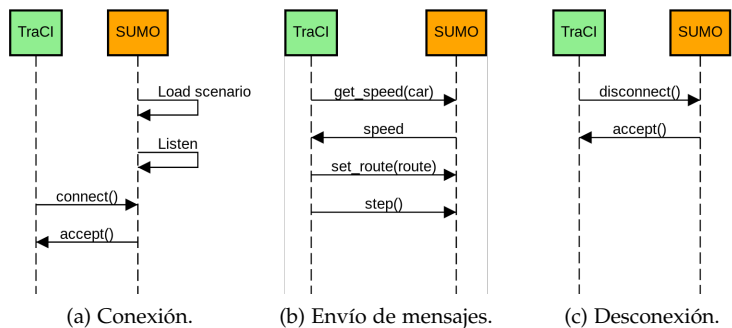 TraCI
SUMO
Load scenario
Listen
connect()
accept()
(a) Conexión.
TraCI
SUMO
get_speed(car)
speed
set_route(route)
step()
(b) Envío de mensajes.
TraCI
SUMO
disconnect()
accept()
(c) Desconexión.